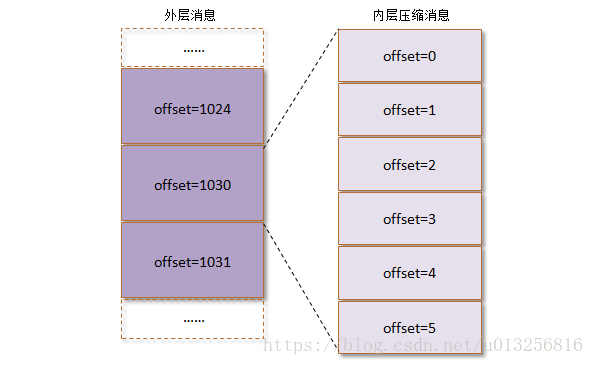 外层消息
……
offset=1024
offset=1030
offset=1031
……
内层压缩消息
offset=0
offset=1
offset=2
offset=3
offset=4
offset=5
https://blog.csdn.net/u013256816